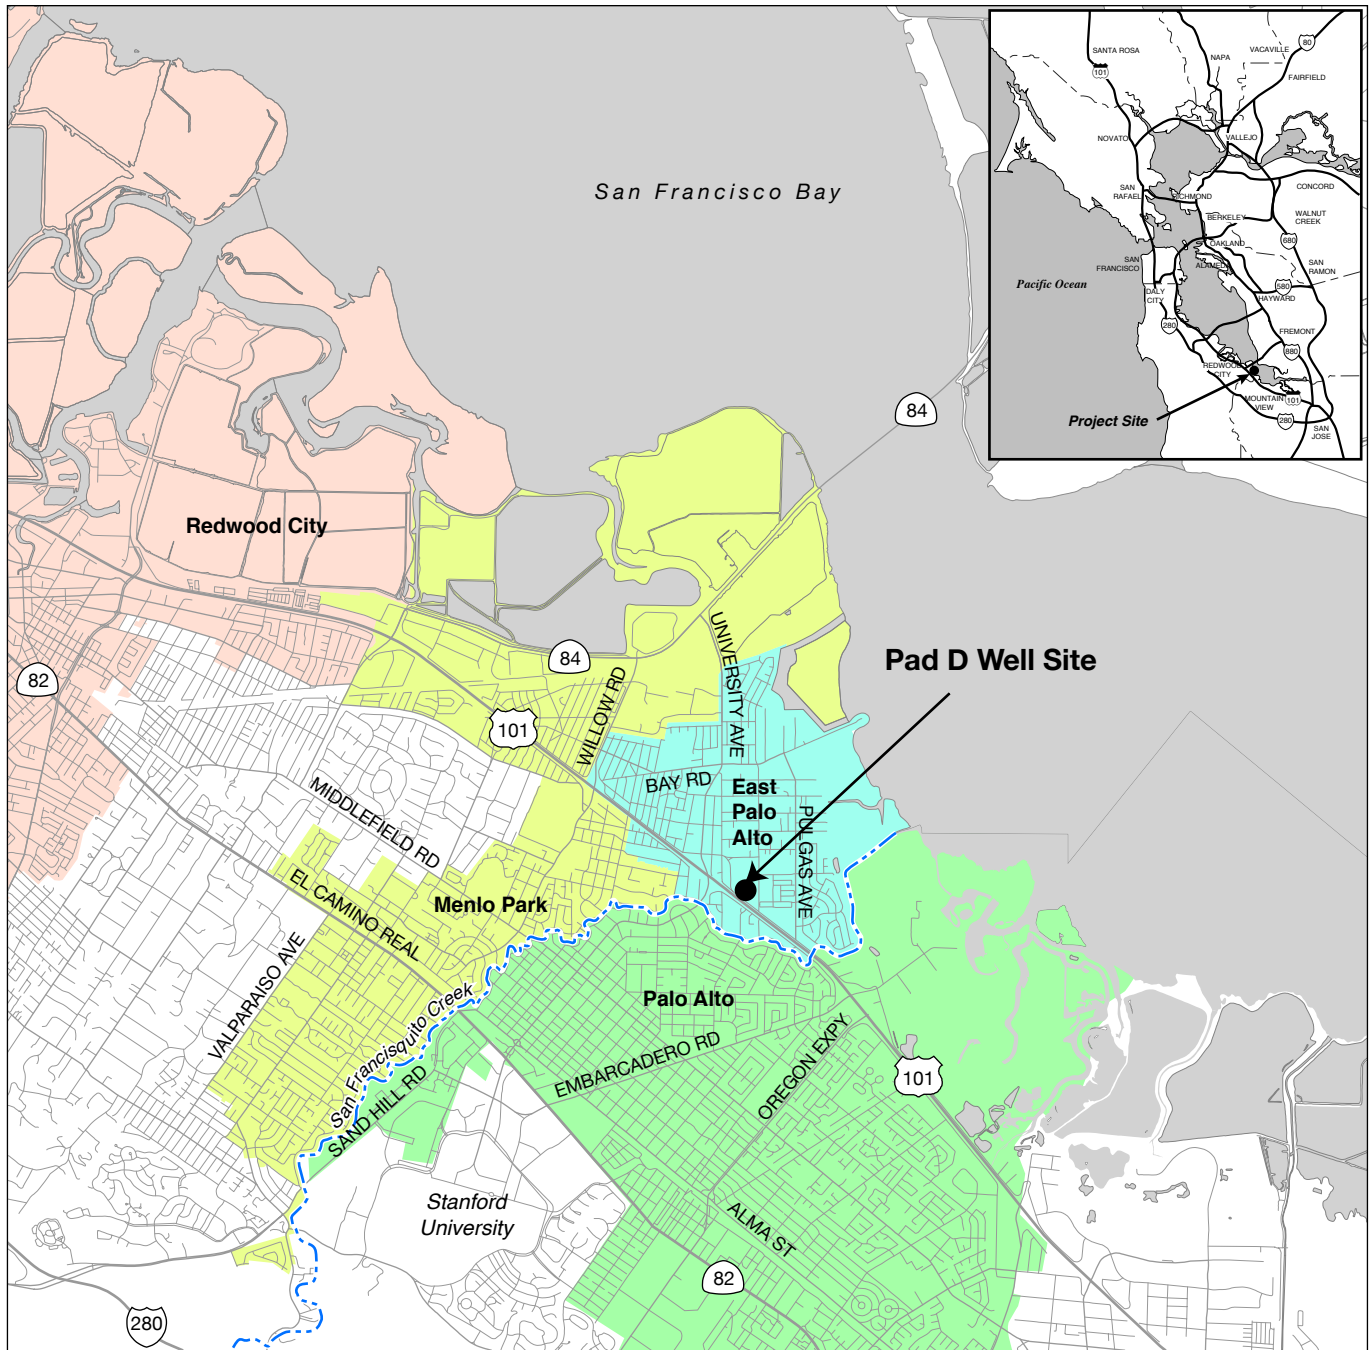 San Francisco Bay
SANTA ROSA
101
NAPA
VACAVILLE
80
FAIRFIELD
NOVATO
VALLEJO
SAN
RAFAEL
RICHMOND
CONCORD
BERKELEY
WALNUT
CREEK
OAKLAND
680
SAN
FRANCISCO
ALAMEDA
SAN
RAMON
Pacific Ocean
DALY
CITY
580
HAYWARD
280
FREMONT
880
REDWOOD
CITY
MOUNTAIN
VIEW
101
Project Site
280
SAN
JOSE
84
Redwood City
UNIVERSITY AVE
84
Pad D Well Site
82
WILLOW RD
101
BAY RD
East
Palo
Alto
PULGAS AVE
MIDDLEFIELD RD
EL CAMINO REAL
Menlo Park
VALPARAISO AVE
Palo Alto
San Francisquito Creek
EMBARCADERO RD
OREGON EXPY
101
SAND HILL RD
Stanford
University
ALMA ST
82
280